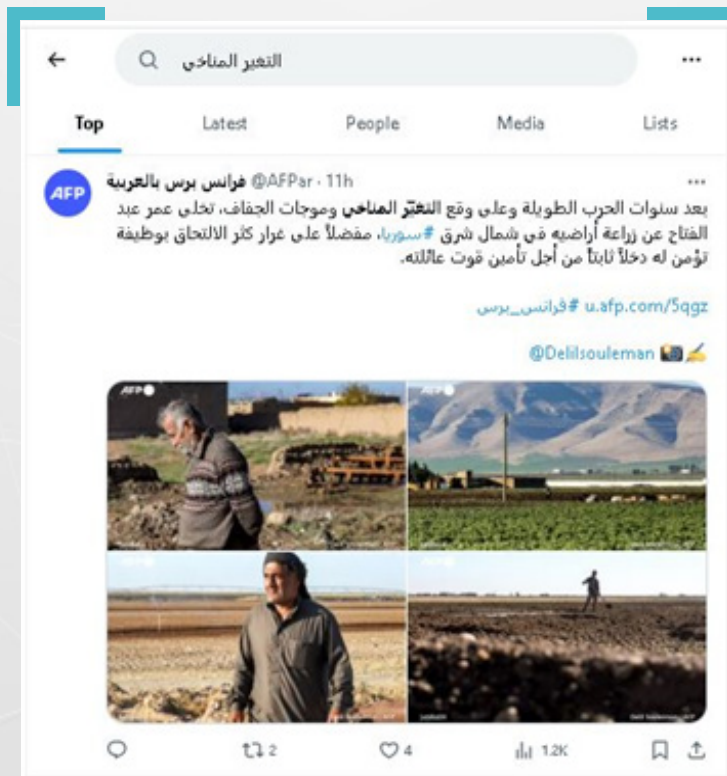 التغير المناخي
Top Latest People Media Lists
AFP
فرانس برس بالعربية @AFPar · 11h
بعد سنوات الحرب الطويلة وعلى وقع التغيّر المناخي وموجات الجفاف، تخلى عمر عبد
الفتاح عن زراعة أراضيه في شمال شرق #سوريا، مفضلاً على غرار كثر الالتحاق بوظيفة
تؤمن له دخلاً ثابتاً من أجل تأمين قوت عائلته.
u.afp.com/5qgz #فرانس_برس
@Delilsouleman
AFP
AFP
2 4 1.2K